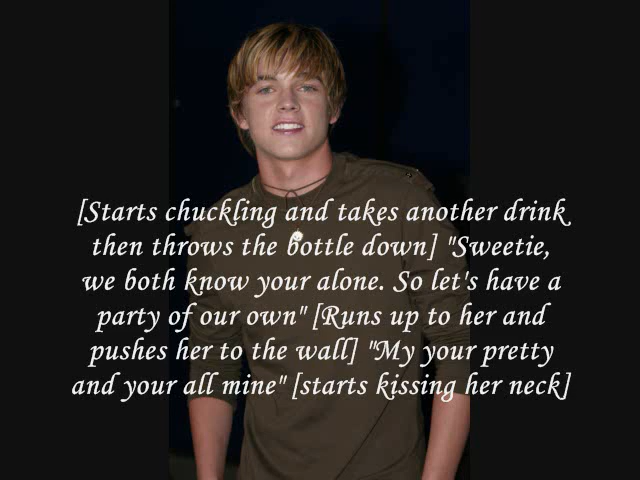 [Starts chuckling and takes another drink
then throws the bottle down] "Sweetie,
we both know your alone. So let's have a
party of our own" [Runs up to her and
pushes her to the wall] "My your pretty
and your all mine" [starts kissing her neck]